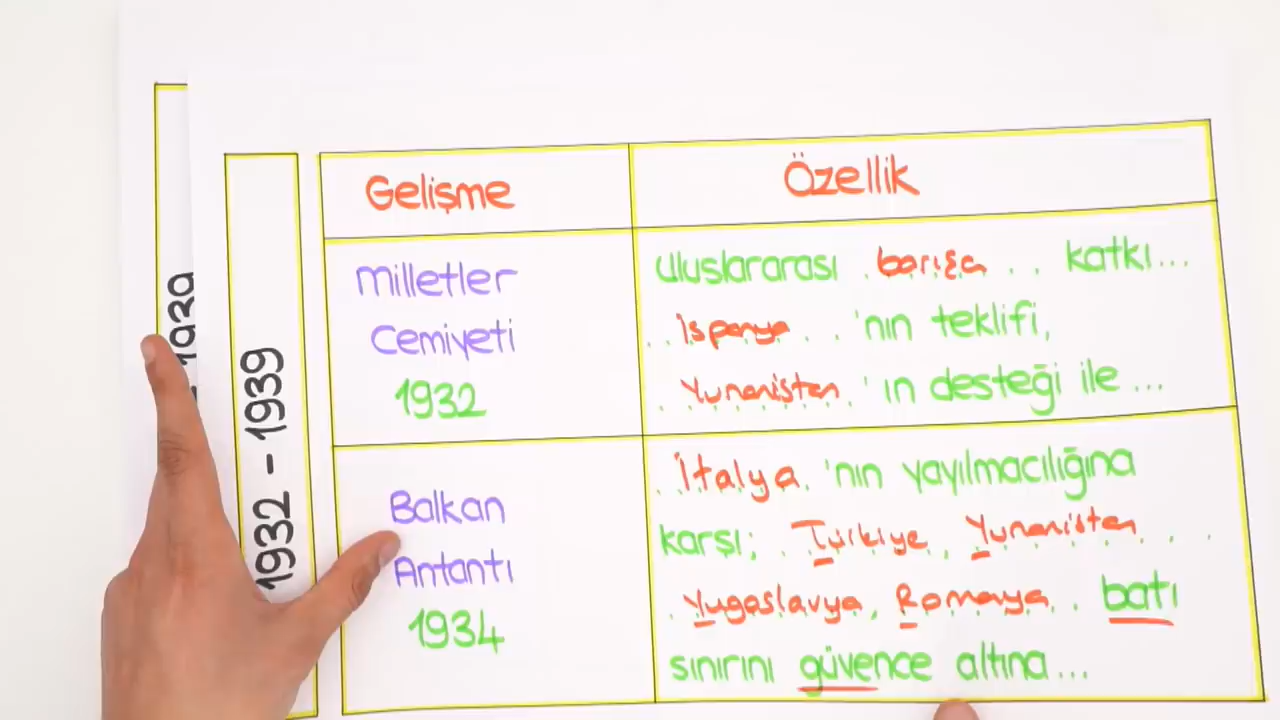 Gelişme
Özellik
Milletler
Cemiyeti
1932
uluslararası barışa .. katkı...
İspanya .. 'nın teklifi,
Yunanistan . 'ın desteği ile ...
Balkan
Antantı
1934
İtalya. 'nın yayılmacılığına
karşı; . Türkiye, Yunanistan . . .
. Yugoslavya, Romanya. . batı
sınırını güvence altına...
1932 - 1939